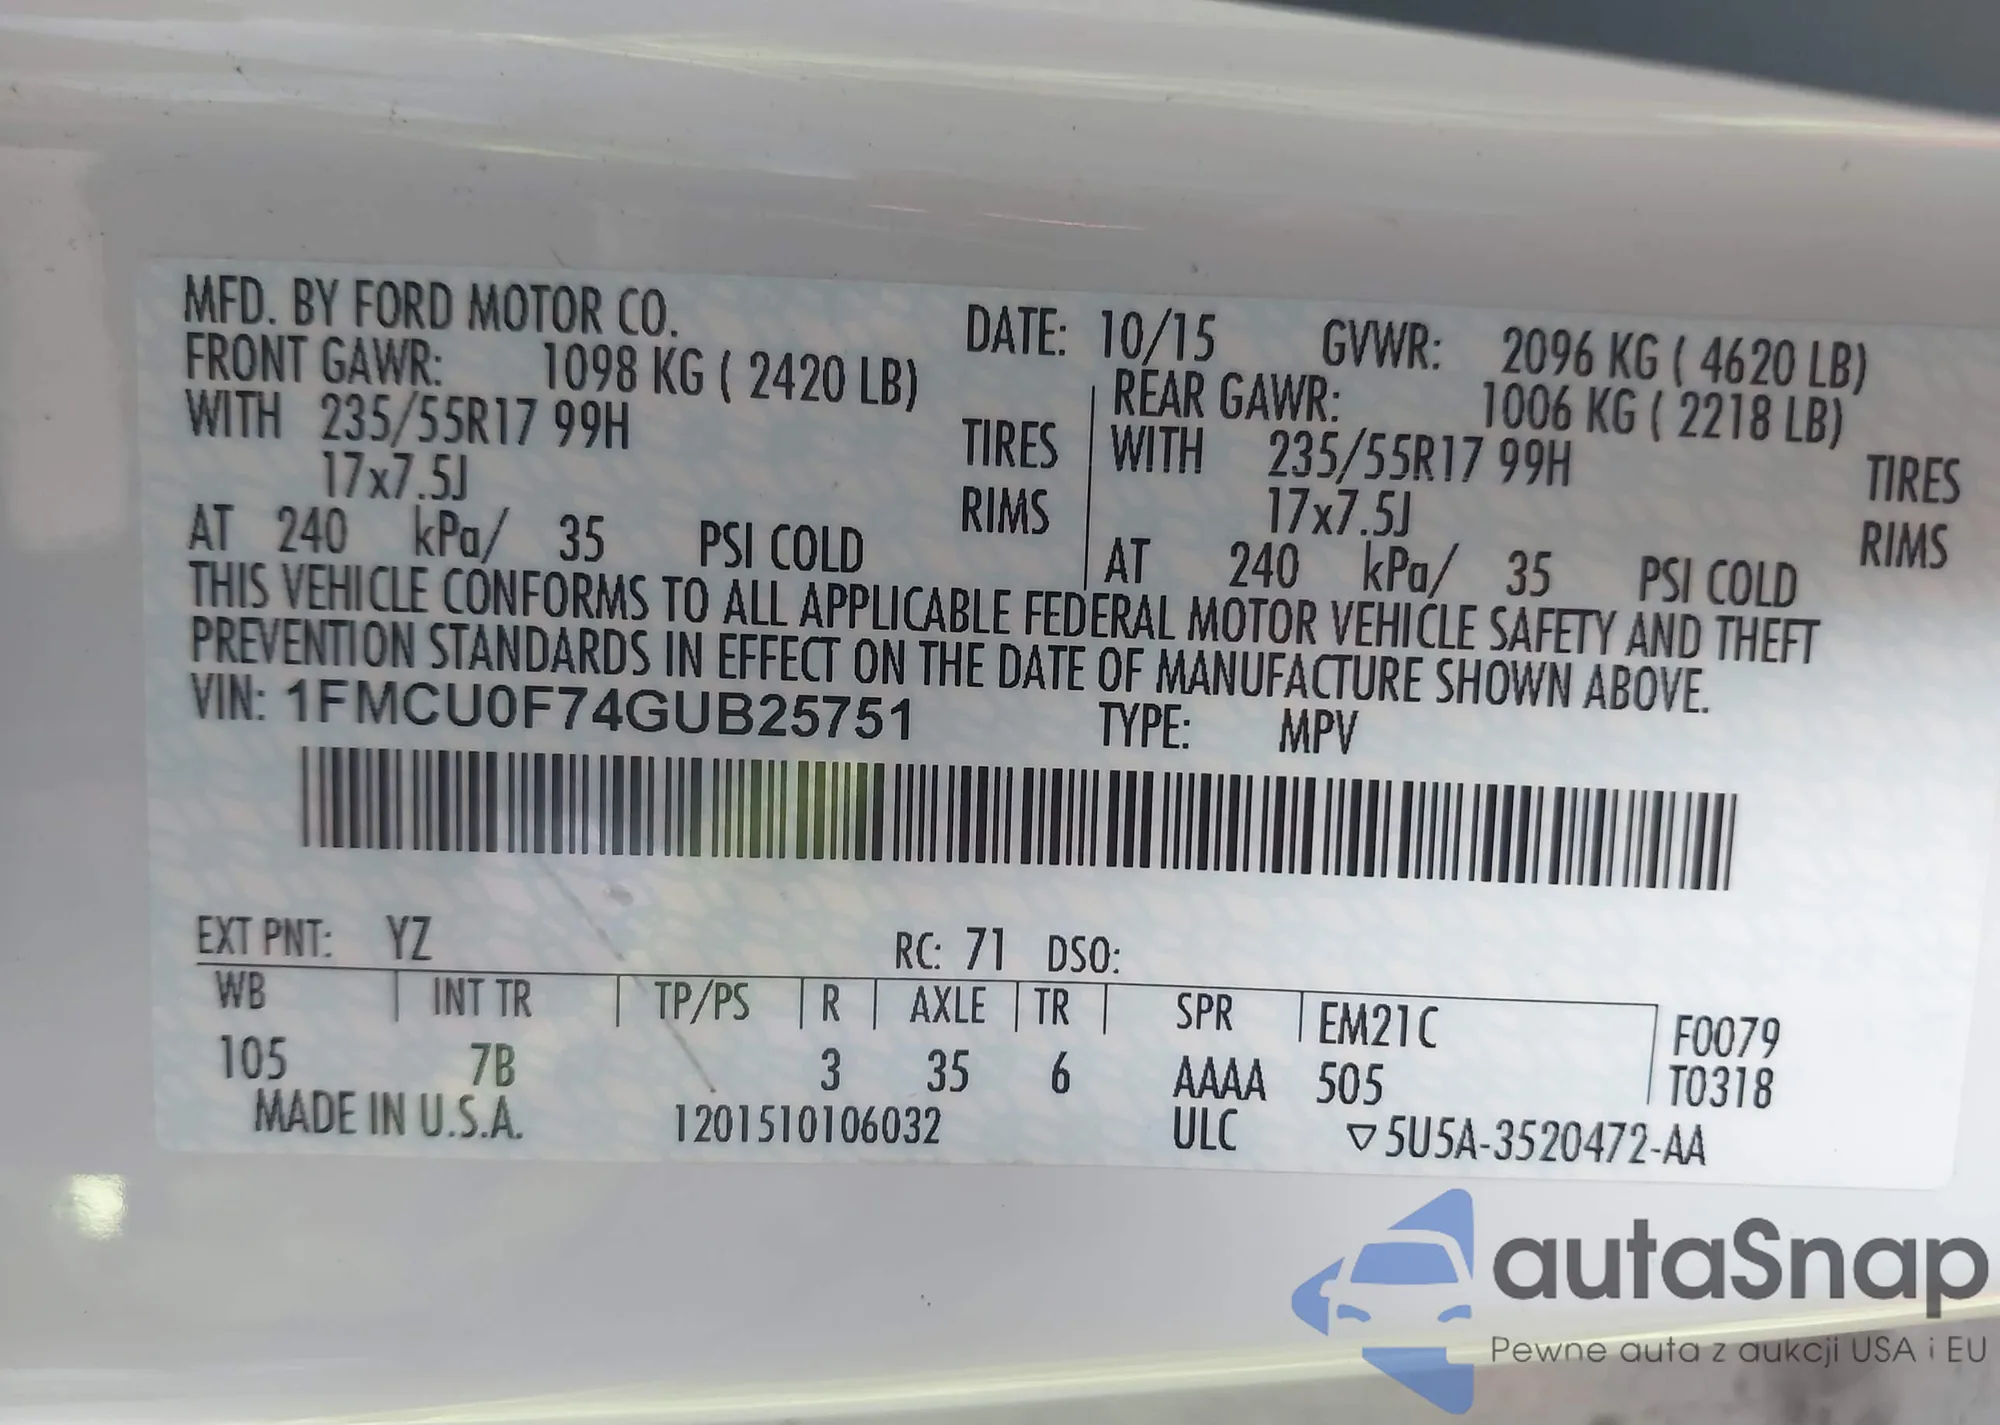 MFD. BY FORD MOTOR CO. DATE: 10/15 GVWR: 2096 KG ( 4620 LB)
FRONT GAWR: 1098 KG ( 2420 LB) REAR GAWR: 1006 KG ( 2218 LB)
WITH 235/55R17 99H TIRES WITH 235/55R17 99H TIRES
17x7.5J RIMS 17x7.5J RIMS
AT 240 kPa/ 35 PSI COLD AT 240 kPa/ 35 PSI COLD
THIS VEHICLE CONFORMS TO ALL APPLICABLE FEDERAL MOTOR VEHICLE SAFETY AND THEFT
PREVENTION STANDARDS IN EFFECT ON THE DATE OF MANUFACTURE SHOWN ABOVE.
VIN: 1FMCU0F74GUB25751 TYPE: MPV
EXT PNT: YZ RC: 71 DSO:
WB INT TR TP/PS R AXLE TR SPR EM21C F0079
105 7B 3 35 6 AAAA 505 T0318
MADE IN U.S.A. 1201510106032 ULC ▽5U5A-3520472-AA
autaSnap
Pewne auta z aukcji USA i EU